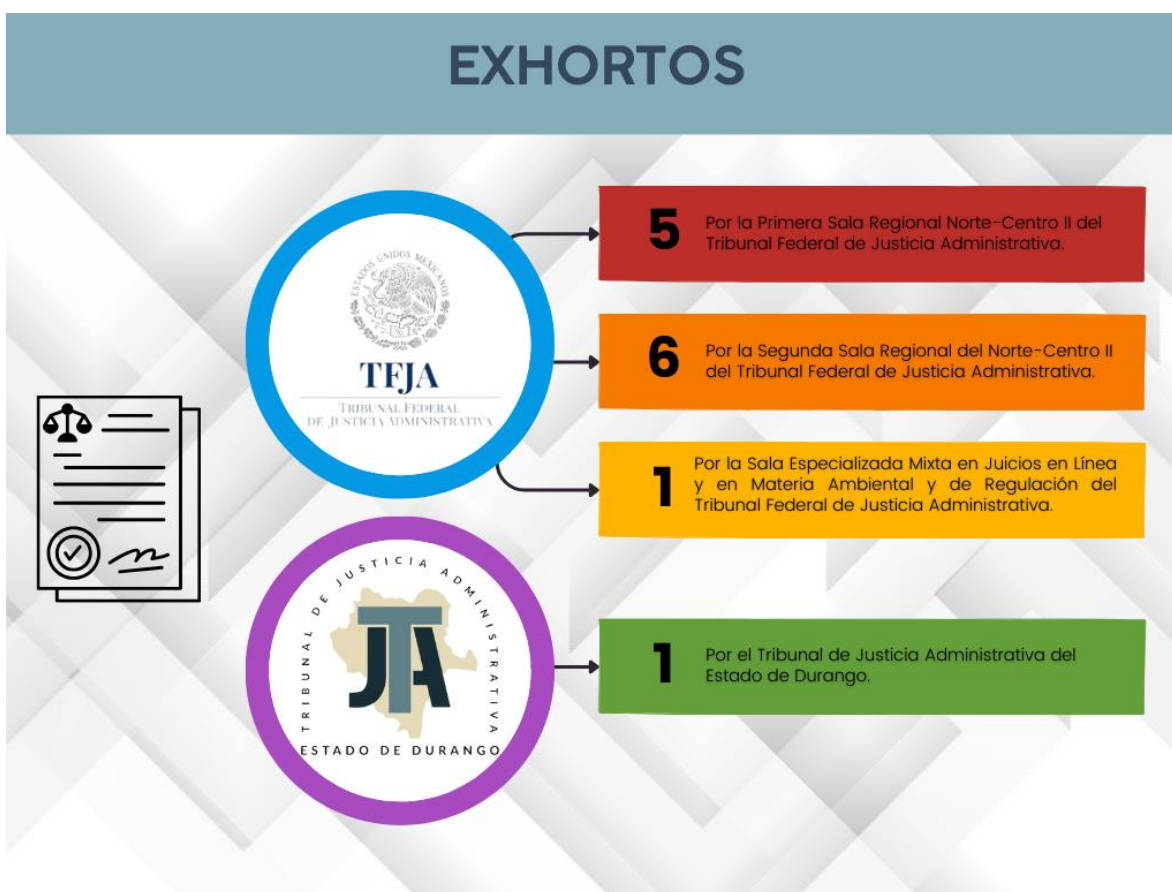 EXHORTOS
ESTADOS UNIDOS MEXICANOS
TFJA
TRIBUNAL FEDERAL
DE JUSTICIA ADMINISTRATIVA
5
Por la Primera Sala Regional Norte-Centro II del
Tribunal Federal de Justicia Administrativa.
6
Por la Segunda Sala Regional del Norte-Centro II
del Tribunal Federal de Justicia Administrativa.
1
Por la Sala Especializada Mixta en Juicios en Línea
y en Materia Ambiental y de Regulación del
Tribunal Federal de Justicia Administrativa.
TRIBUNAL DE JUSTICIA ADMINISTRATIVA
JTA
ESTADO DE DURANGO
1
Por el Tribunal de Justicia Administrativa del
Estado de Durango.